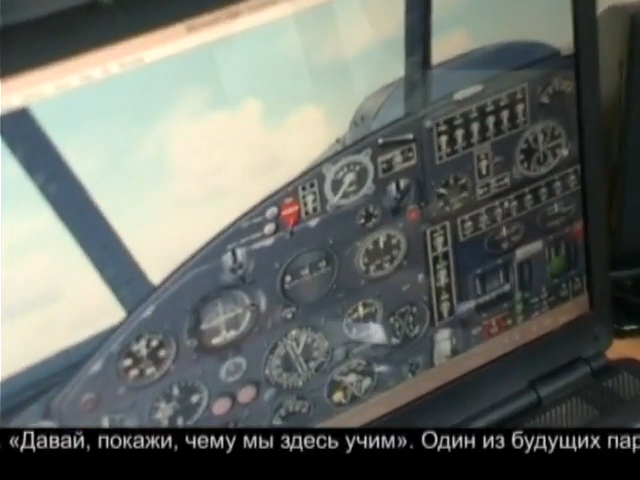 . «Давай, покажи, чему мы здесь учим». Один из будущих пар